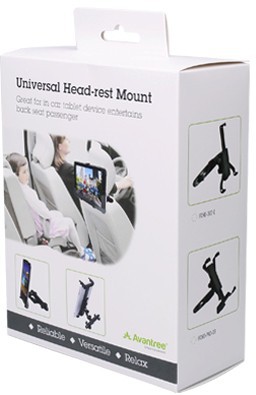 Universal Head-rest Mount
Great for in car tablet device entertains
back seat passenger
Avantree
Reliable ◆ Versatile ◆ Relax